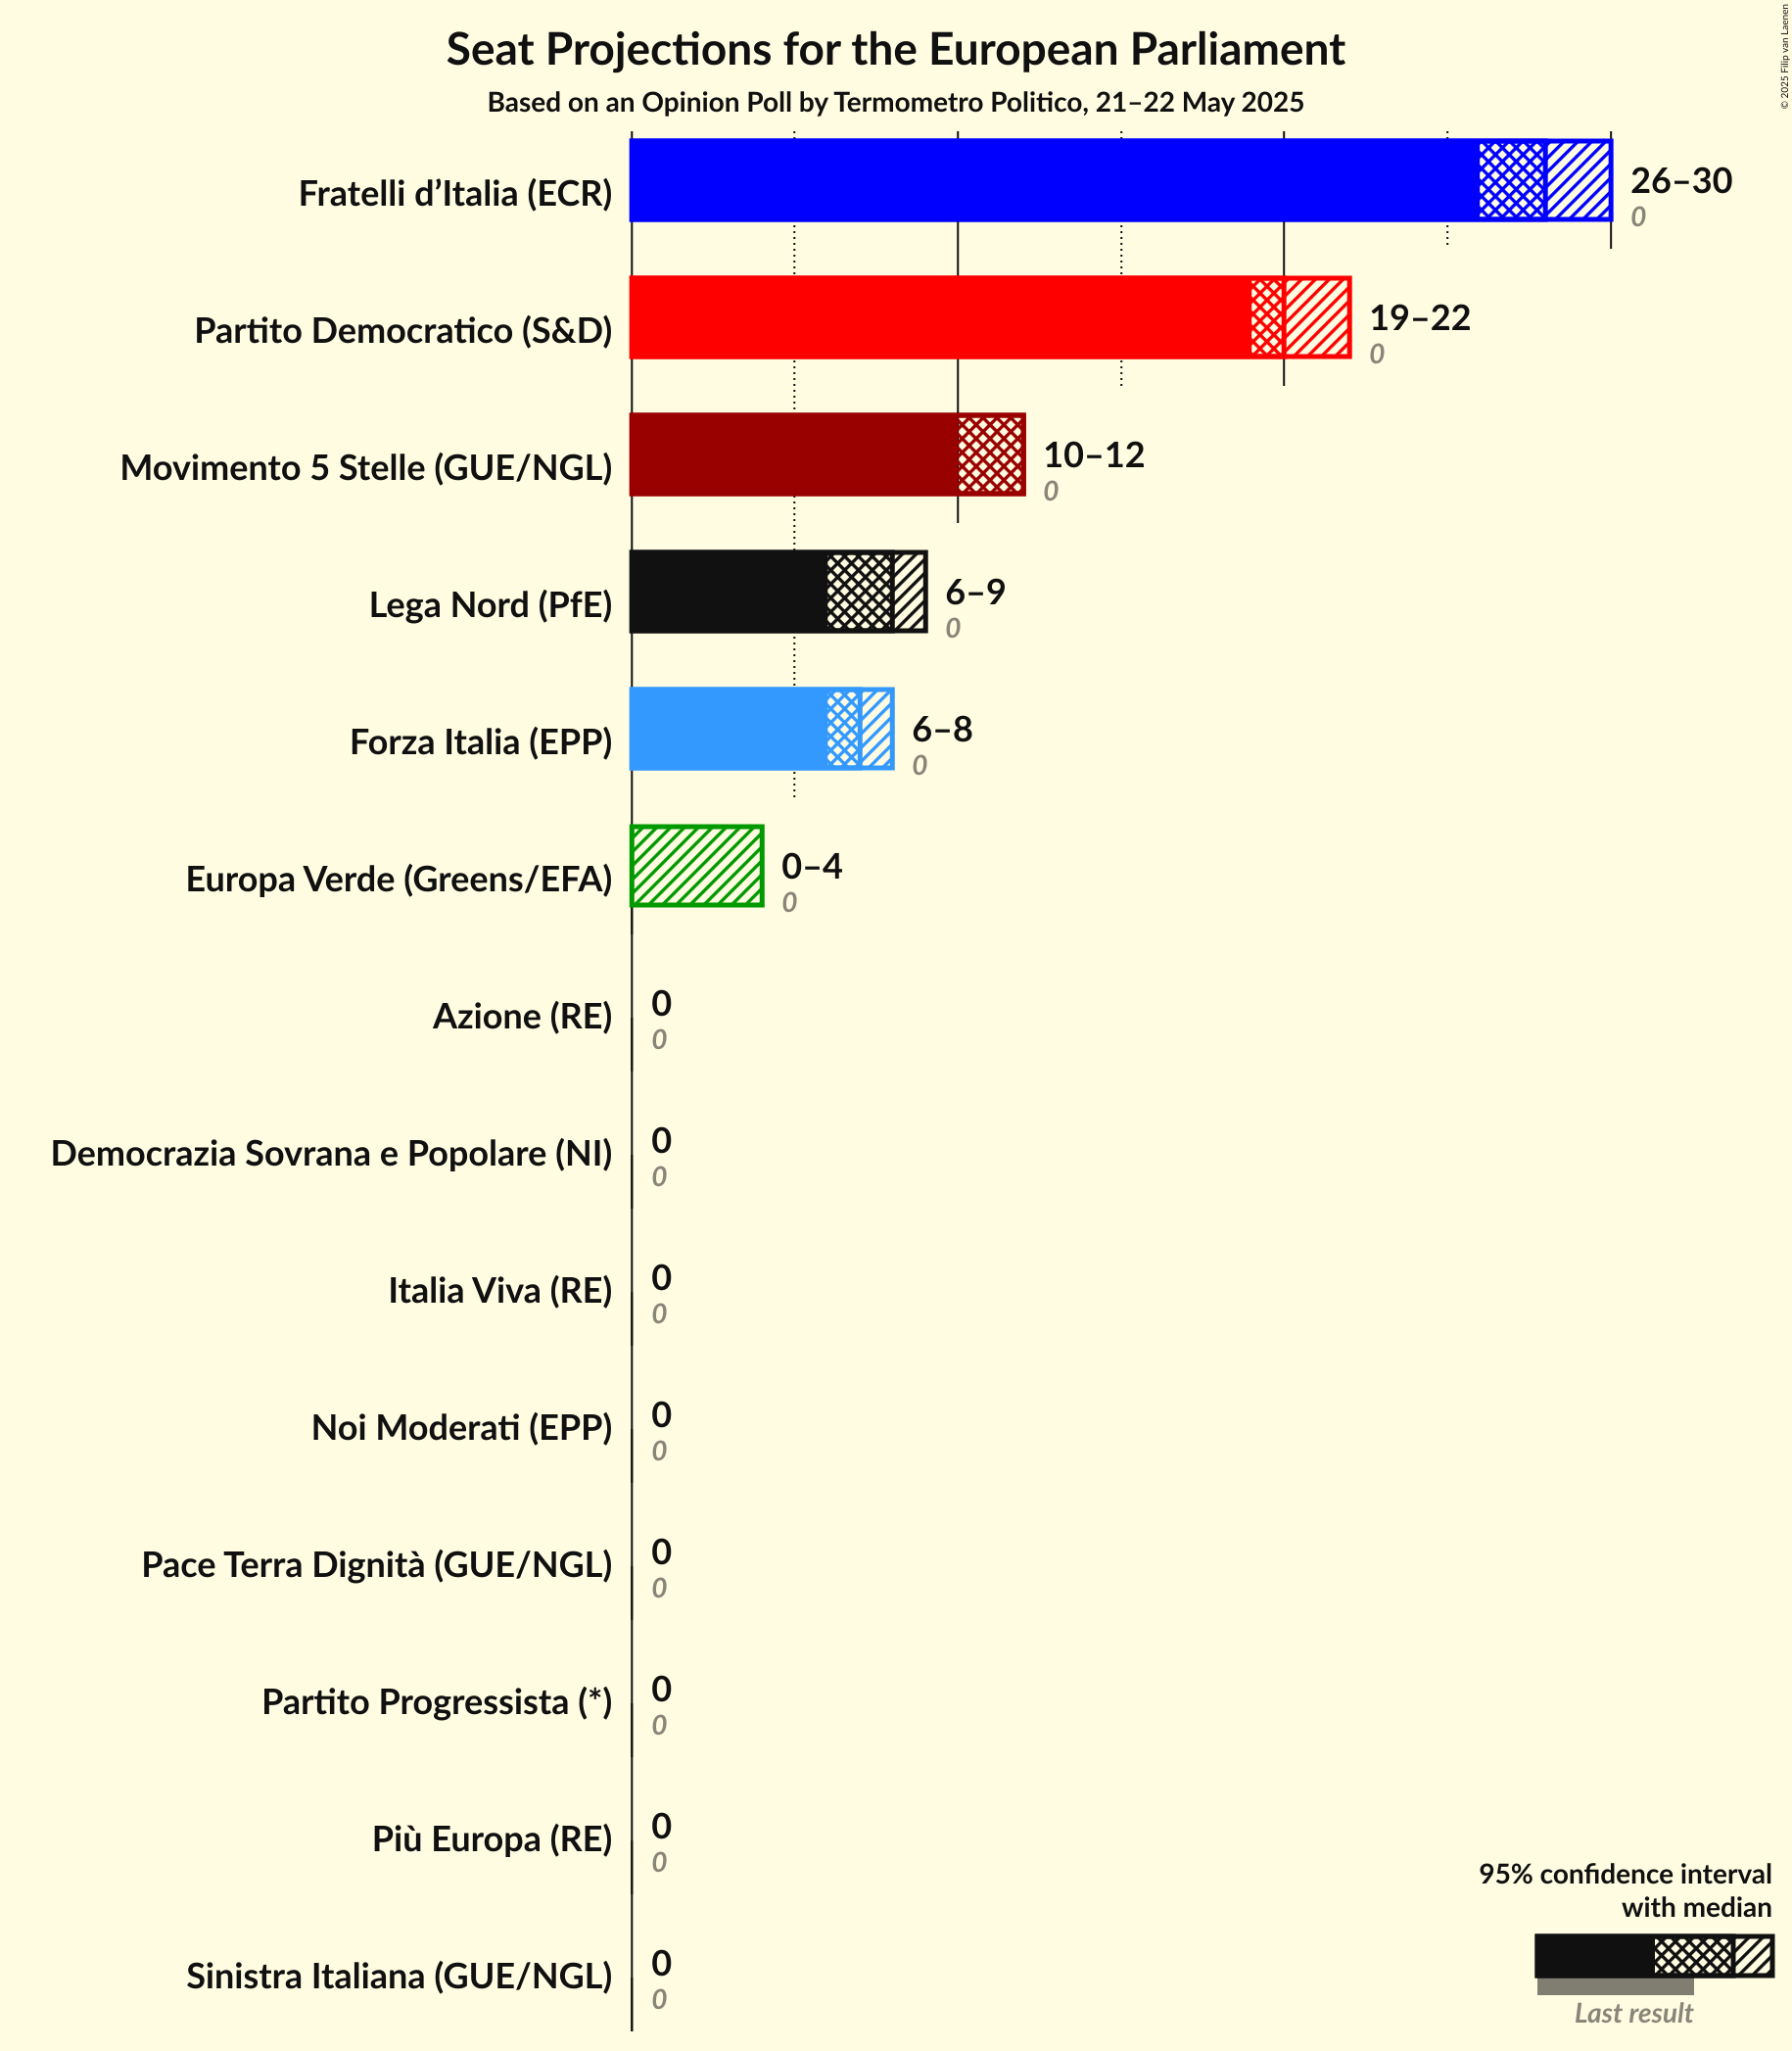 Seat Projections for the European Parliament
Based on an Opinion Poll by Termometro Politico, 21–22 May 2025
© 2025 Filip van Laenen
Fratelli d’Italia (ECR)
26–30
0
Partito Democratico (S&D)
19–22
0
Movimento 5 Stelle (GUE/NGL)
10–12
0
Lega Nord (PfE)
6–9
0
Forza Italia (EPP)
6–8
0
Europa Verde (Greens/EFA)
0–4
0
Azione (RE)
0
0
Democrazia Sovrana e Popolare (NI)
0
0
Italia Viva (RE)
0
0
Noi Moderati (EPP)
0
0
Pace Terra Dignità (GUE/NGL)
0
0
Partito Progressista (*)
0
0
Più Europa (RE)
0
0
Sinistra Italiana (GUE/NGL)
0
0
95% confidence interval
with median
Last result